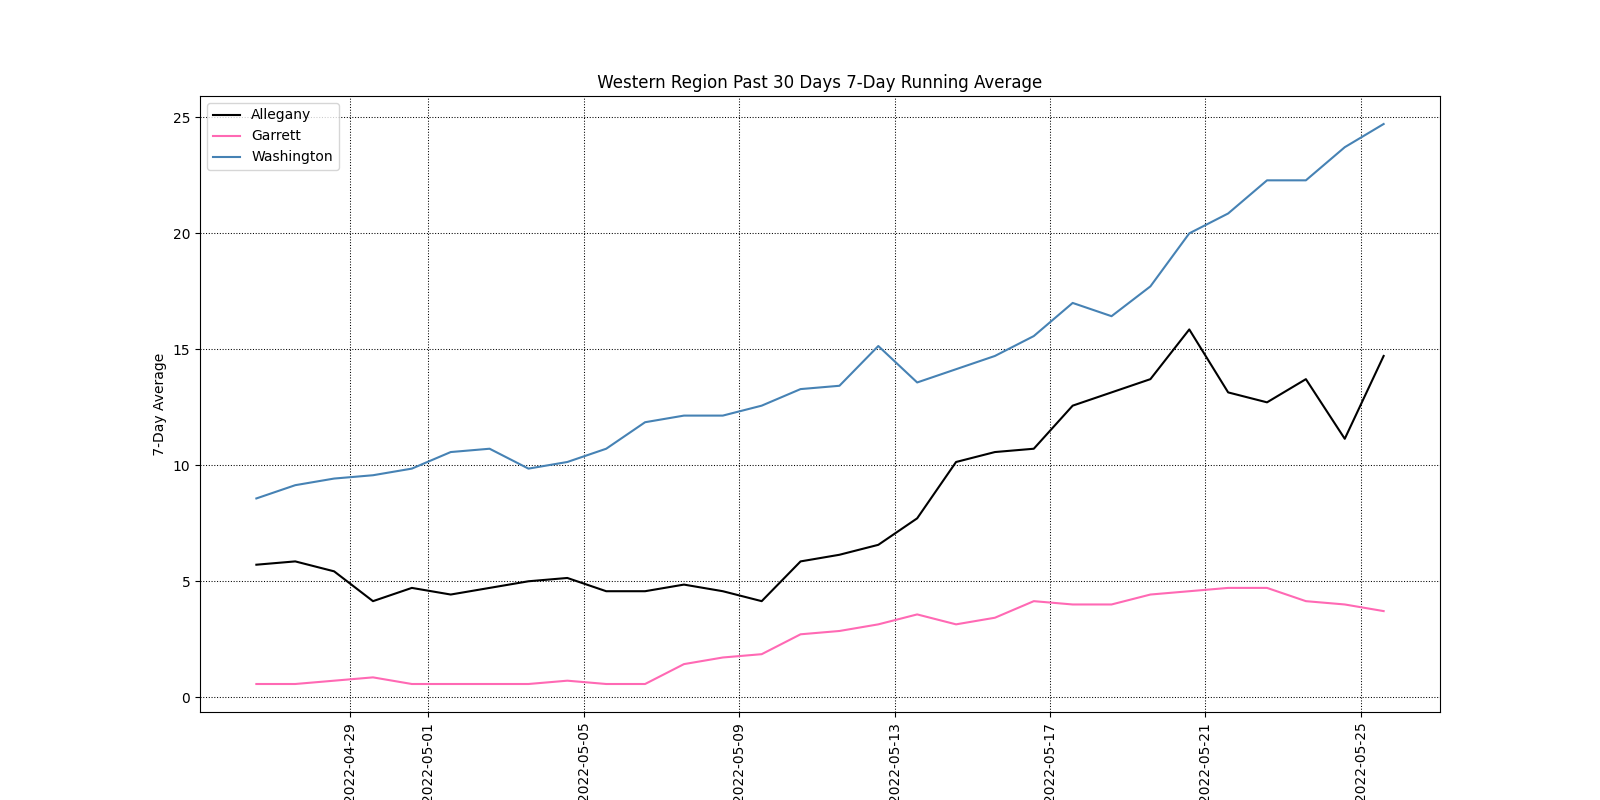 Western Region Past 30 Days 7-Day Running Average
Allegany
Garrett
Washington
7-Day Average
25
20
15
10
5
0
2022-04-29
2022-05-01
2022-05-05
2022-05-09
2022-05-13
2022-05-17
2022-05-21
2022-05-25